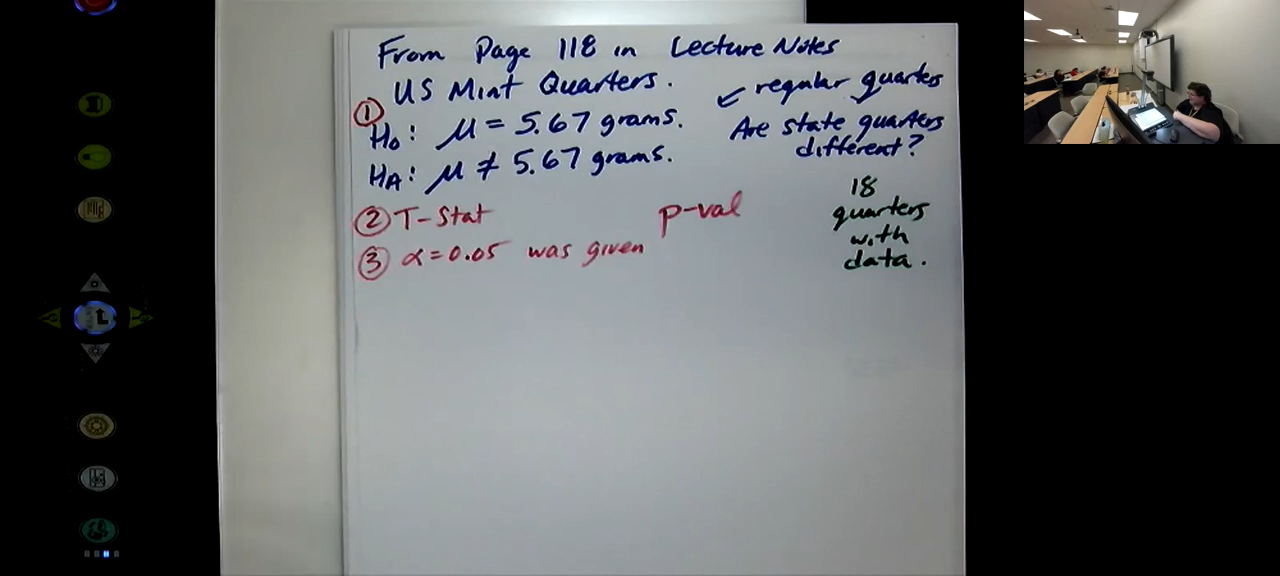 From Page 118 in Lecture Notes
US Mint Quarters.
① H₀: μ = 5.67 grams.
H_A: μ ≠ 5.67 grams.
↙ regular quarters
Are state quarters
different?
② T-Stat p-val
③ α = 0.05 was given
18
quarters
with
data.